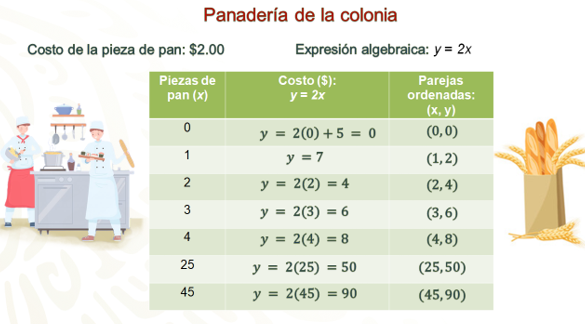 Panadería de la colonia
Costo de la pieza de pan: $2.00 Expresión algebraica: y = 2x
Piezas de pan (x) Costo ($): y = 2x Parejas ordenadas: (x, y)
0 y = 2(0) + 5 = 0 (0, 0)
1 y = 7 (1, 2)
2 y = 2(2) = 4 (2, 4)
3 y = 2(3) = 6 (3, 6)
4 y = 2(4) = 8 (4, 8)
25 y = 2(25) = 50 (25, 50)
45 y = 2(45) = 90 (45, 90)